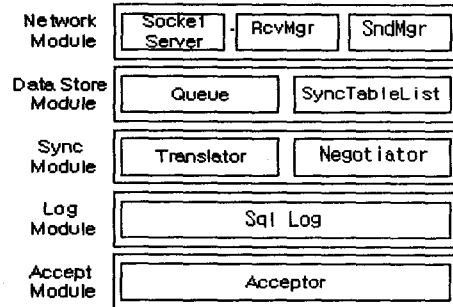 Network Module
Socket Server
RcvMgr
SndMgr
Data Store Module
Queue
SyncTableList
Sync Module
Translator
Negotiator
Log Module
Sql Log
Accept Module
Acceptor